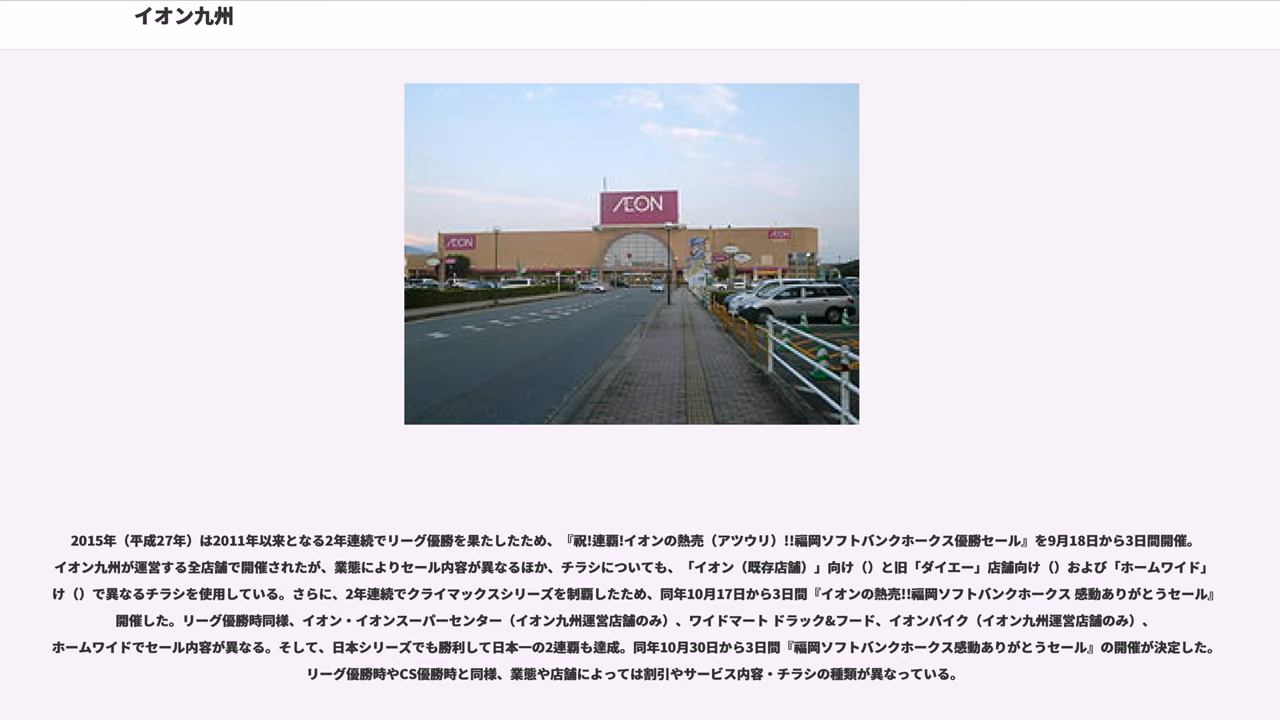 イオン九州
ÆON
ÆON
ÆON
2015年（平成27年）は2011年以来となる2年連続でリーグ優勝を果たしたため、『祝!連覇!イオンの熱売（アツウリ）!!福岡ソフトバンクホークス優勝セール』を9月18日から3日間開催。
イオン九州が運営する全店舗で開催されたが、業態によりセール内容が異なるほか、チラシについても、「イオン（既存店舗）」向け（）と旧「ダイエー」店舗向け（）および「ホームワイド」
け（）で異なるチラシを使用している。さらに、2年連続でクライマックスシリーズを制覇したため、同年10月17日から3日間『イオンの熱売!!福岡ソフトバンクホークス 感動ありがとうセール』
開催した。リーグ優勝時同様、イオン・イオンスーパーセンター（イオン九州運営店舗のみ）、ワイドマート ドラック&フード、イオンバイク（イオン九州運営店舗のみ）、
ホームワイドでセール内容が異なる。そして、日本シリーズでも勝利して日本一の2連覇も達成。同年10月30日から3日間『福岡ソフトバンクホークス感動ありがとうセール』の開催が決定した。
リーグ優勝時やCS優勝時と同様、業態や店舗によっては割引やサービス内容・チラシの種類が異なっている。